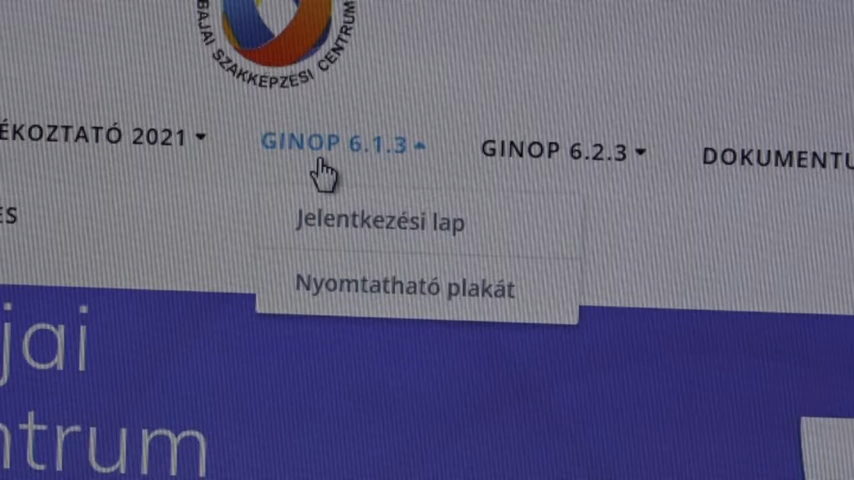 BAJAI SZAKKÉPZÉSI CENTRUM
ÉKOZTATÓ 2021
GINOP 6.1.3
GINOP 6.2.3
DOKUMENTU
ES
Jelentkezési lap
Nyomtatható plakát
jai
ntrum